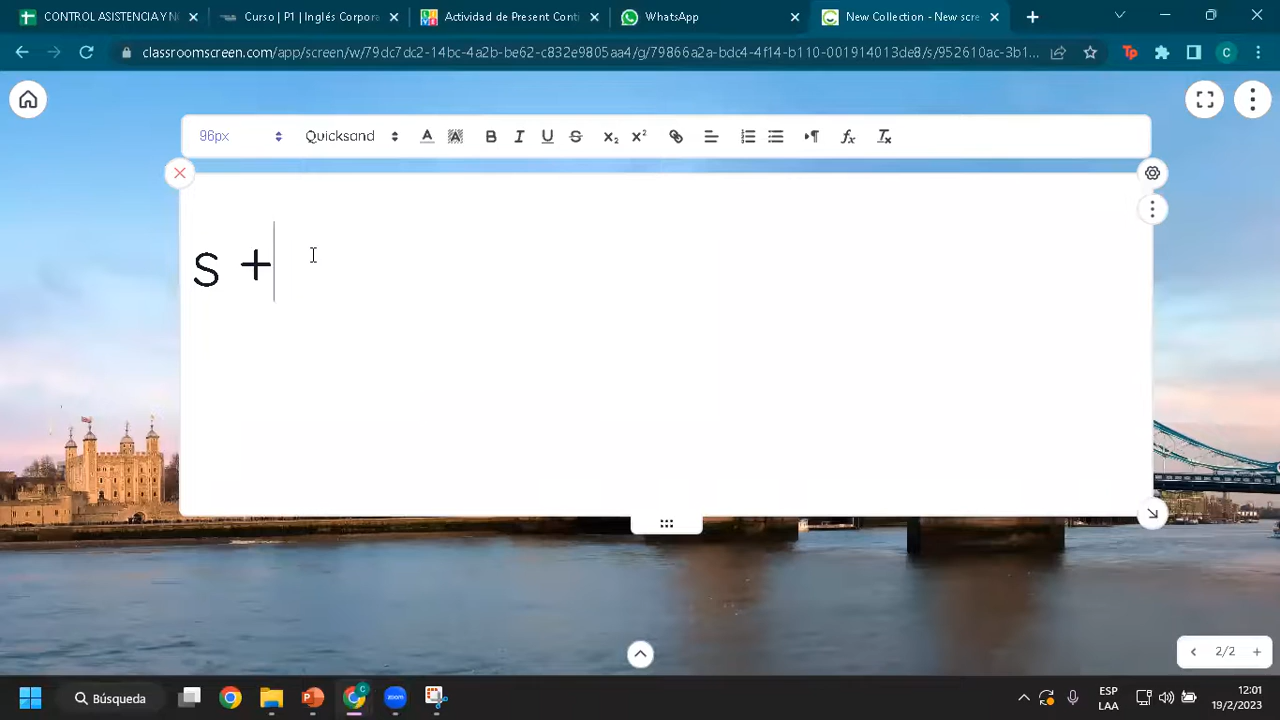 CONTROL ASISTENCIA Y N
Curso | P1 | Inglés Corpora
Actividad de Present Conti
WhatsApp
New Collection - New scre
classroomscreen.com/app/screen/w/79dc7dc2-14bc-4a2b-be62-c832e9805aa4/g/79866a2a-bdc4-4f14-b110-001914013de8/s/952610ac-3b1...
96px
Quicksand
S +
2/2
Búsqueda
ESP
LAA
12:01
19/2/2023